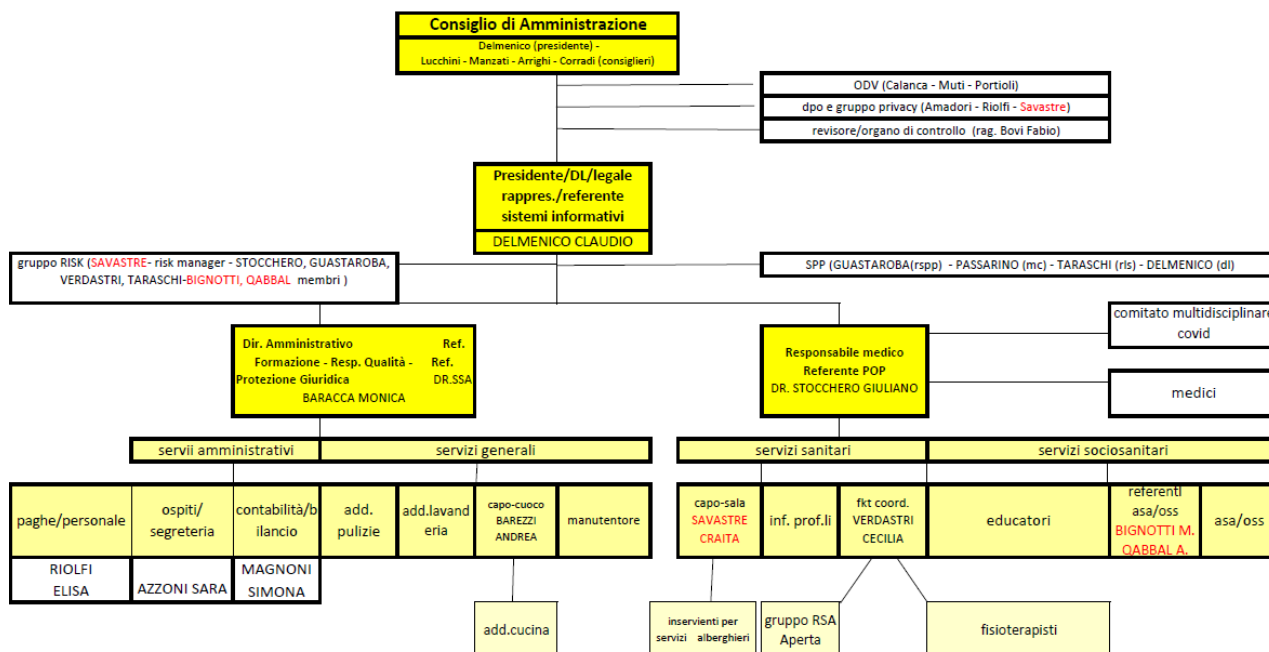 Consiglio di Amministrazione
Delmenico (presidente) -
Lucchini - Manzati - Arrighi - Corradi (consiglieri)
ODV (Calanca - Muti - Portioli)
dpo e gruppo privacy (Amadori - Riolfi - Savastre)
revisore/organo di controllo (rag. Bovi Fabio)
Presidente/DL/legale
rappres./referente
sistemi informativi
DELMENICO CLAUDIO
gruppo RISK (SAVASTRE- risk manager - STOCCHERO, GUASTAROBA,
VERDASTRI, TARASCHI-BIGNOTTI, QABBAL membri )
SPP (GUASTAROBA(rspp) - PASSARINO (mc) - TARASCHI (rls) - DELMENICO (dl)
Dir. Amministrativo Ref.
Formazione - Resp. Qualità - Ref.
Protezione Giuridica DR.SSA
BARACCA MONICA
Responsabile medico
Referente POP
DR. STOCCHERO GIULIANO
comitato multidisciplinare
covid
medici
servii amministrativi
servizi generali
servizi sanitari
servizi sociosanitari
paghe/personale
ospiti/
segreteria
contabilità/b
ilancio
add.
pulizie
add.lavand
eria
capo-cuoco
BAREZZI
ANDREA
manutentore
capo-sala
SAVASTRE
CRAITA
inf. prof.li
fkt coord.
VERDASTRI
CECILIA
educatori
referenti
asa/oss
BIGNOTTI M.
QABBAL A.
asa/oss
RIOLFI
ELISA
AZZONI SARA
MAGNONI
SIMONA
add.cucina
inservienti per
servizi alberghieri
gruppo RSA
Aperta
fisioterapisti